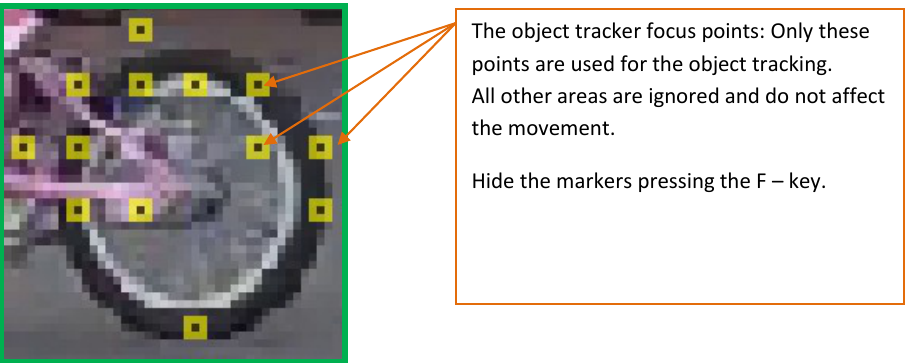 The object tracker focus points: Only these
points are used for the object tracking.
All other areas are ignored and do not affect
the movement.
Hide the markers pressing the F – key.